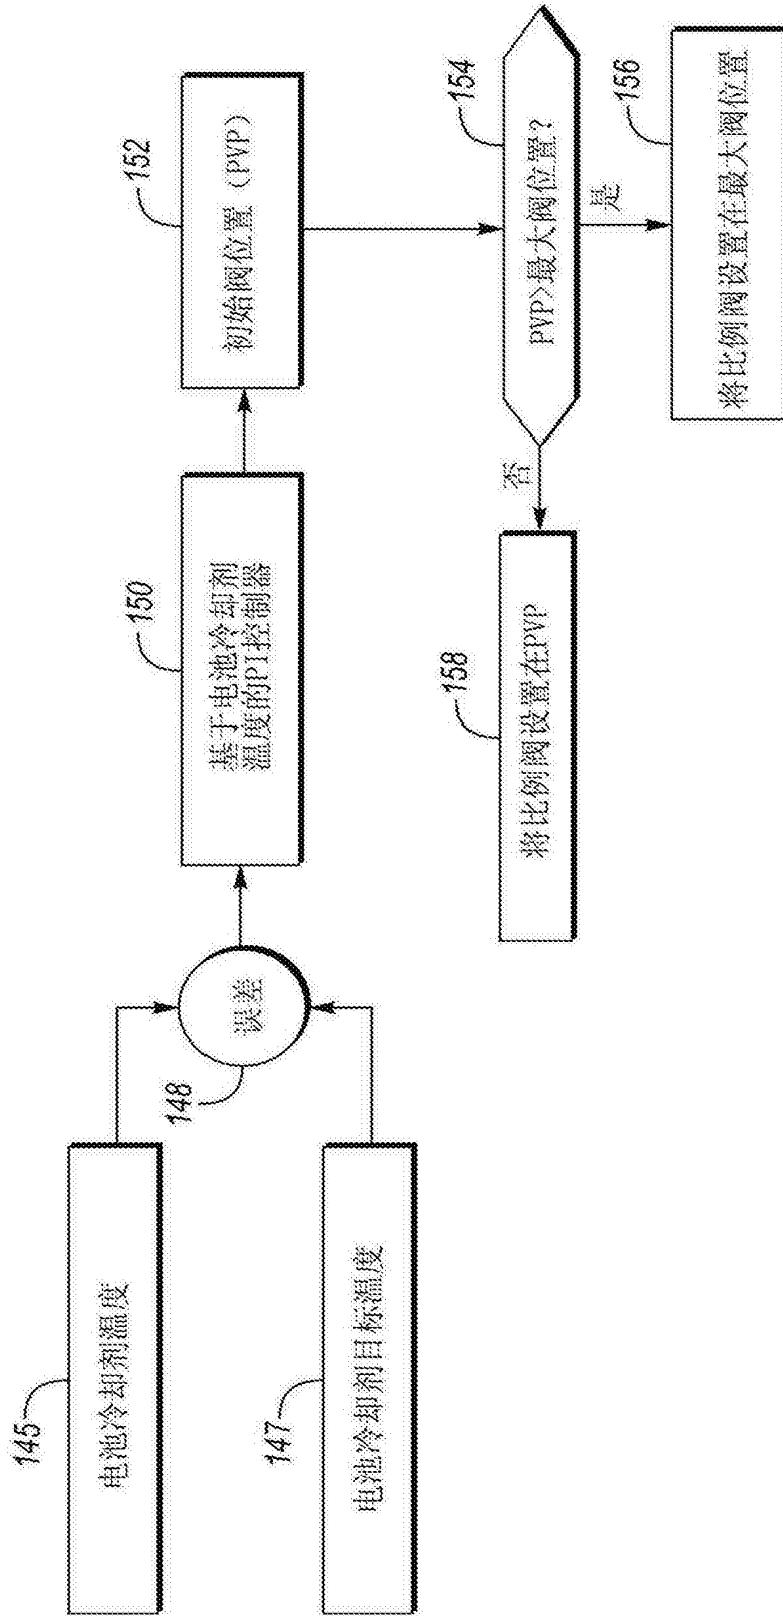 145
电池冷却剂温度
147
电池冷却剂目标温度
148
误差
150
基于电池冷却剂
温度的PI控制器
152
初始阀位置（PVP）
154
PVP>最大阀位置？
是
156
将比例阀设置在最大阀位置
否
158
将比例阀设置在PVP